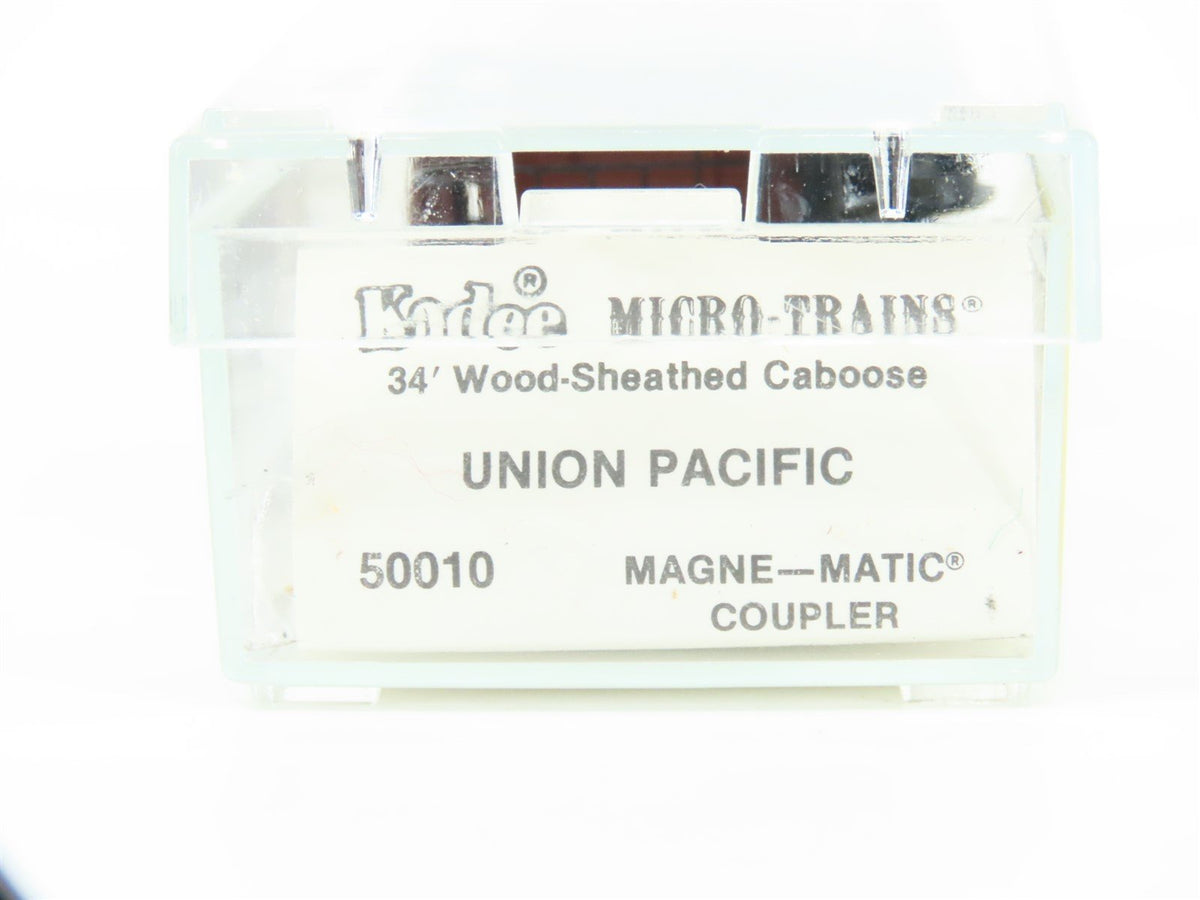 Kadee® MICRO-TRAINS®
34' Wood-Sheathed Caboose
UNION PACIFIC
50010 MAGNE—MATIC®
COUPLER